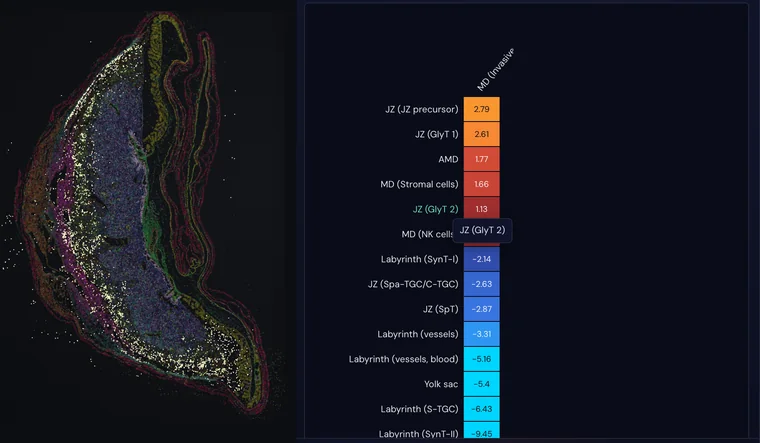 MD (Invasive
JZ (JZ precursor) 2.79
JZ (GlyT 1) 2.61
AMD 1.77
MD (Stromal cells) 1.66
JZ (GlyT 2) 1.13
MD (NK cells
JZ (GlyT 2)
Labyrinth (SynT-I) -2.14
JZ (Spa-TGC/C-TGC) -2.63
JZ (SpT) -2.87
Labyrinth (vessels) -3.31
Labyrinth (vessels, blood) -5.16
Yolk sac -5.4
Labyrinth (S-TGC) -6.43
Labyrinth (SynT-II) -9.45